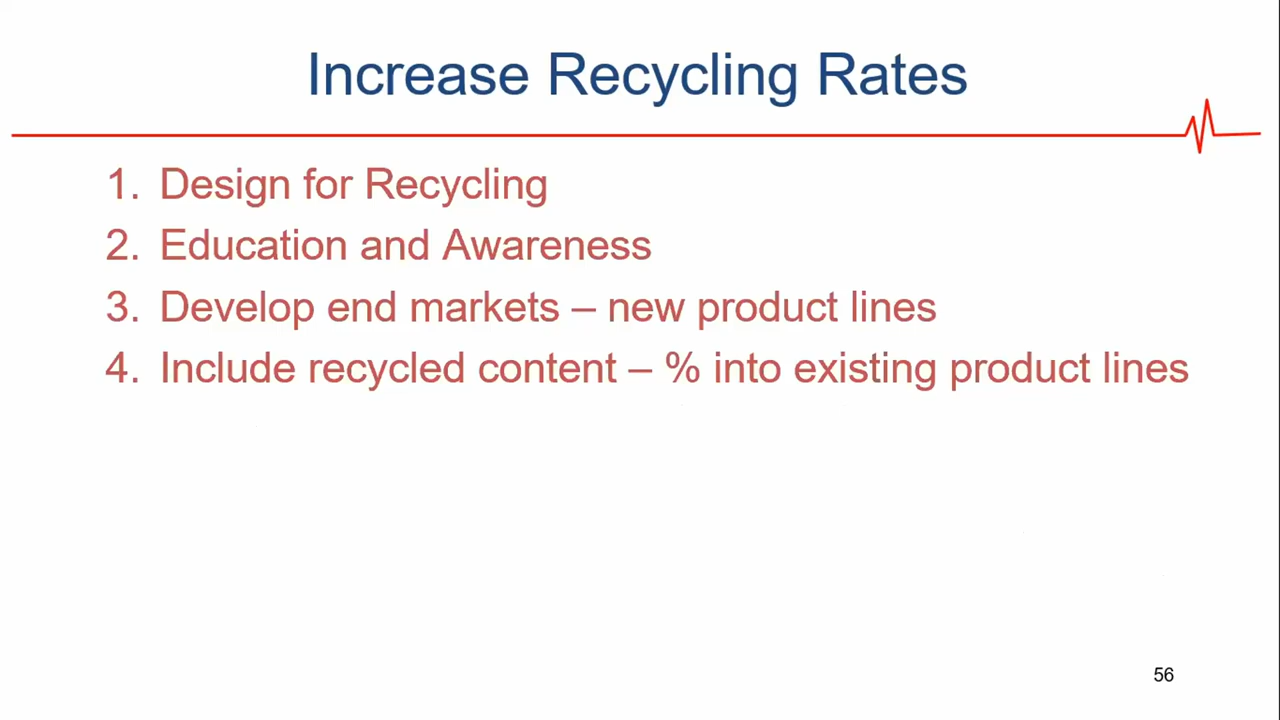 Increase Recycling Rates
1. Design for Recycling
2. Education and Awareness
3. Develop end markets – new product lines
4. Include recycled content – % into existing product lines
56